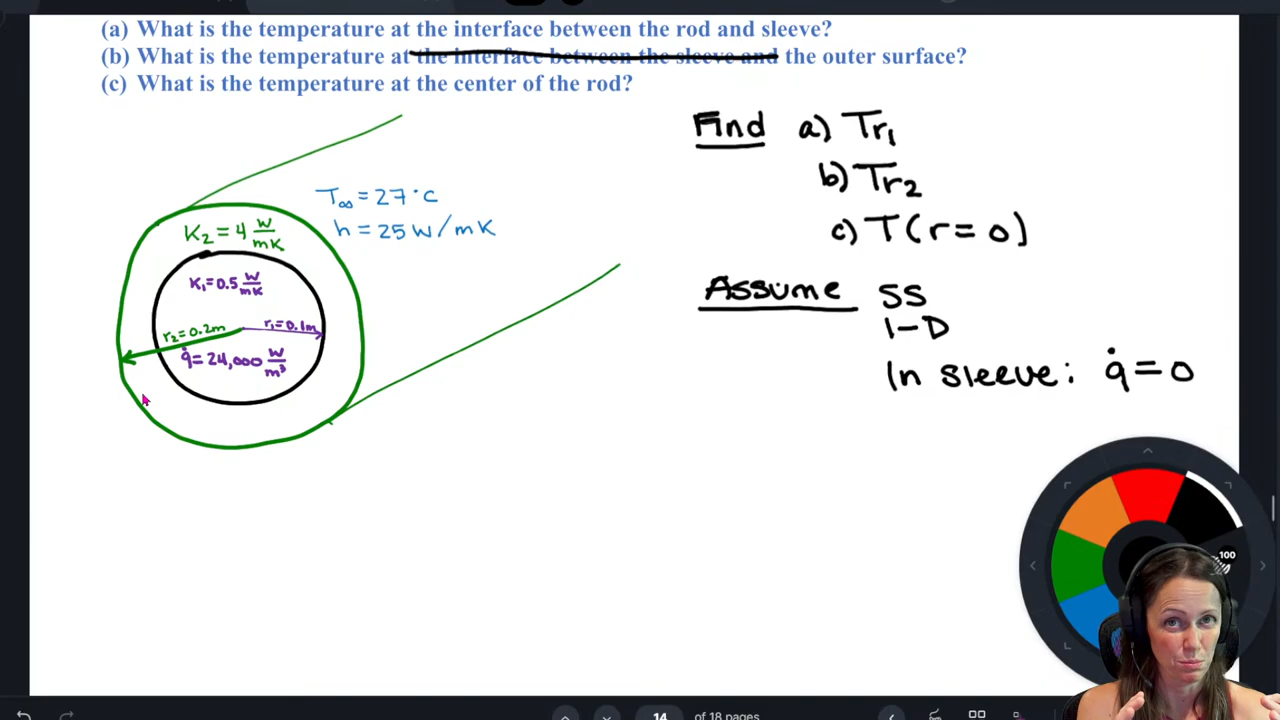 (a) What is the temperature at the interface between the rod and sleeve?
(b) What is the temperature at the interface between the sleeve and the outer surface?
(c) What is the temperature at the center of the rod?
Find a) Tr₁
b) Tr₂
c) T(r=0)
T∞ = 27°C
h = 25 W/mK
K₂ = 4 W/mK
K₁ = 0.5 W/mK
r₂ = 0.2m
r₁ = 0.1m
q̇ = 24,000 W/m³
Assume SS
1-D
In sleeve: q̇ = 0
100
14 of 18 pages